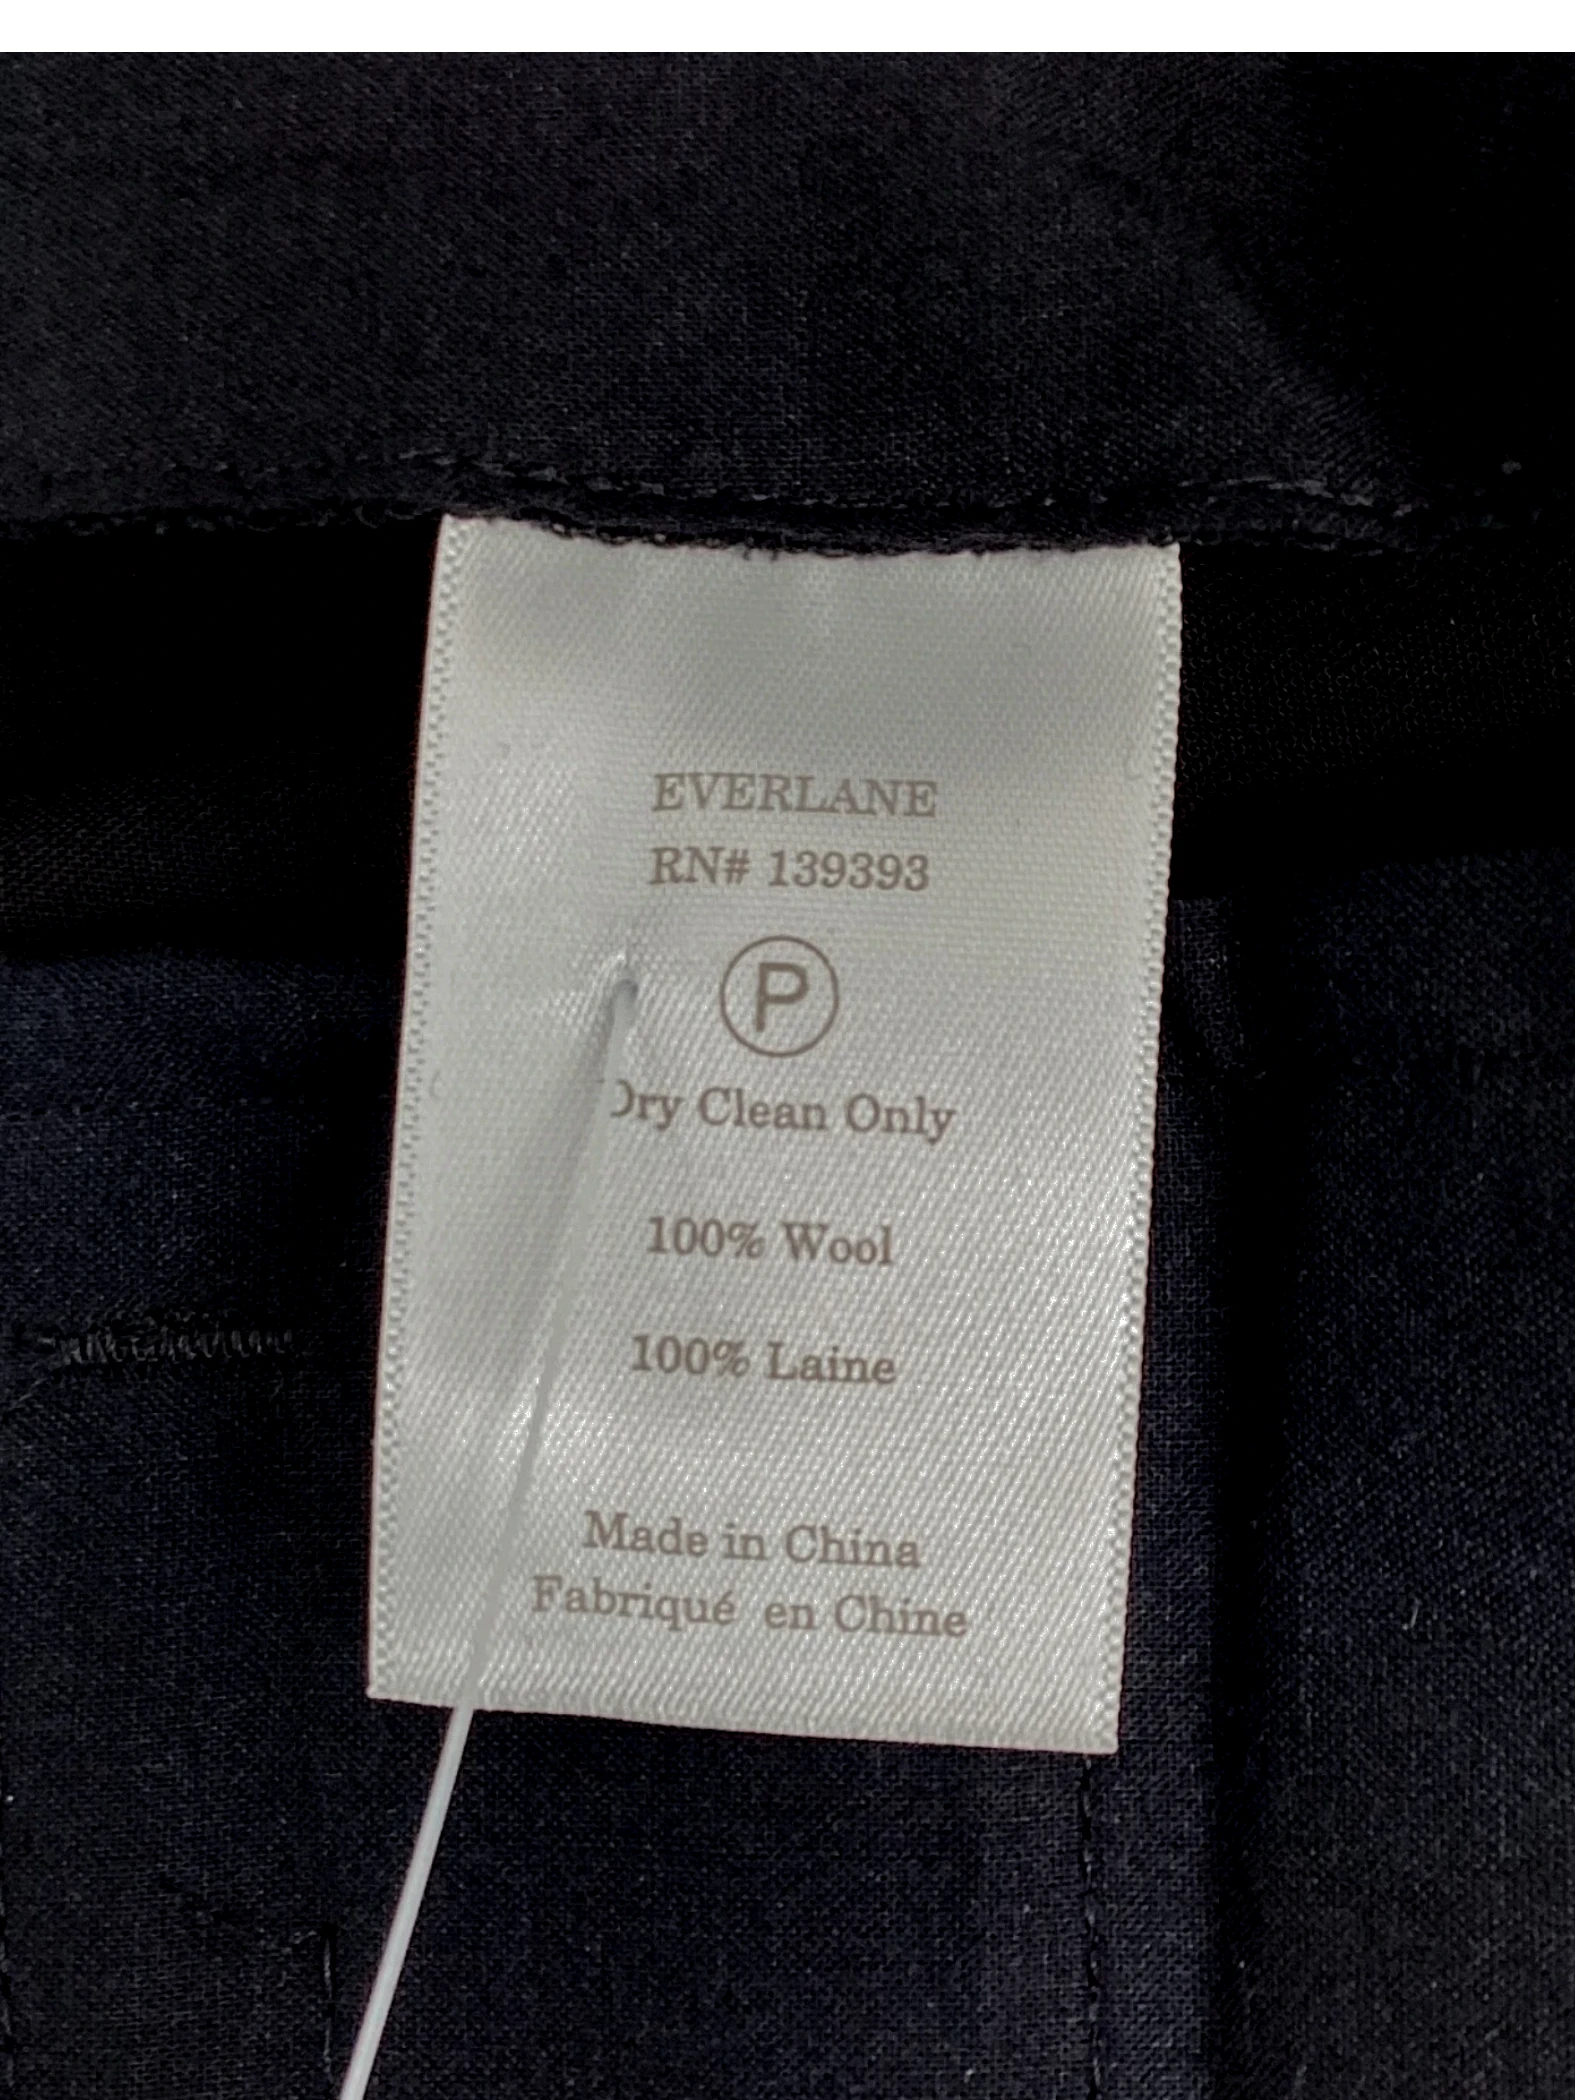 EVERLANE
RN# 139393
P
Dry Clean Only
100% Wool
100% Laine
Made in China
Fabriqué en Chine